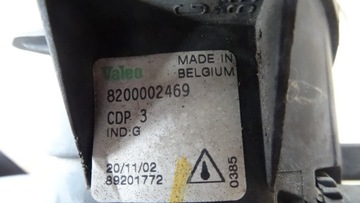 Valeo
MADE IN
BELGIUM
8200002469
CDP 3
IND:G
20/11/02
89201772
0385